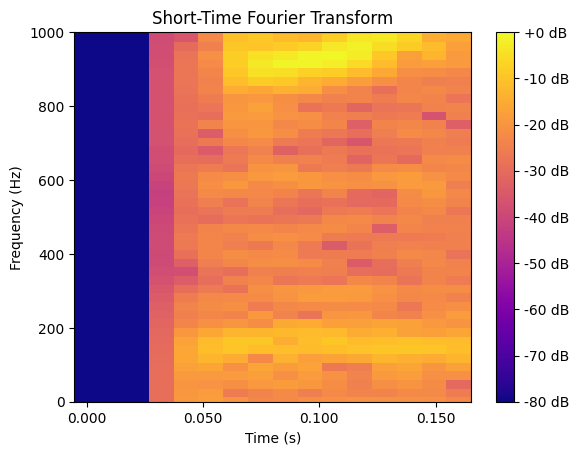 Short-Time Fourier Transform
1000
800
600
400
200
0
Frequency (Hz)
0.000
0.050
0.100
0.150
Time (s)
+0 dB
-10 dB
-20 dB
-30 dB
-40 dB
-50 dB
-60 dB
-70 dB
-80 dB